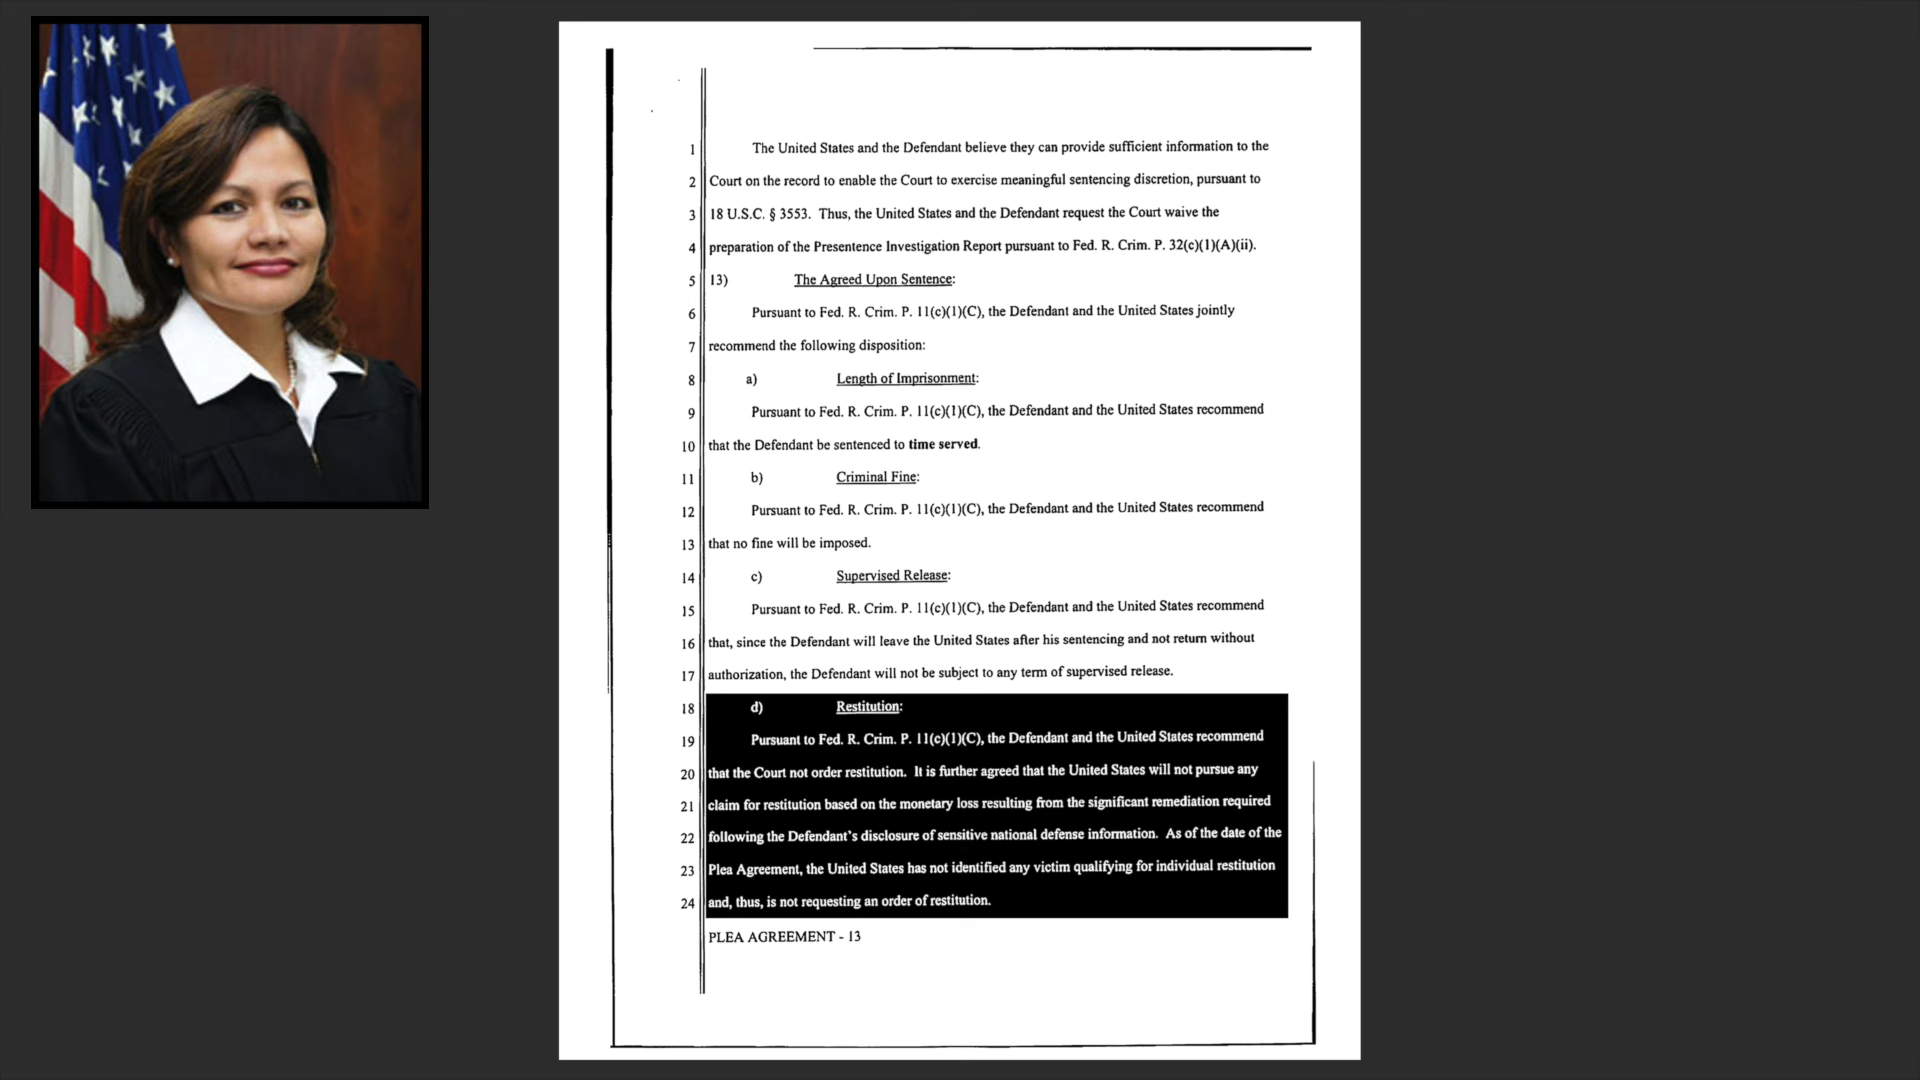 1 The United States and the Defendant believe they can provide sufficient information to the
2 Court on the record to enable the Court to exercise meaningful sentencing discretion, pursuant to
3 18 U.S.C. § 3553. Thus, the United States and the Defendant request the Court waive the
4 preparation of the Presentence Investigation Report pursuant to Fed. R. Crim. P. 32(c)(1)(A)(ii).
5 13) The Agreed Upon Sentence:
6 Pursuant to Fed. R. Crim. P. 11(c)(1)(C), the Defendant and the United States jointly
7 recommend the following disposition:
8 a) Length of Imprisonment:
9 Pursuant to Fed. R. Crim. P. 11(c)(1)(C), the Defendant and the United States recommend
10 that the Defendant be sentenced to time served.
11 b) Criminal Fine:
12 Pursuant to Fed. R. Crim. P. 11(c)(1)(C), the Defendant and the United States recommend
13 that no fine will be imposed.
14 c) Supervised Release:
15 Pursuant to Fed. R. Crim. P. 11(c)(1)(C), the Defendant and the United States recommend
16 that, since the Defendant will leave the United States after his sentencing and not return without
17 authorization, the Defendant will not be subject to any term of supervised release.
18 d) Restitution:
19 Pursuant to Fed. R. Crim. P. 11(c)(1)(C), the Defendant and the United States recommend
20 that the Court not order restitution. It is further agreed that the United States will not pursue any
21 claim for restitution based on the monetary loss resulting from the significant remediation required
22 following the Defendant's disclosure of sensitive national defense information. As of the date of the
23 Plea Agreement, the United States has not identified any victim qualifying for individual restitution
24 and, thus, is not requesting an order of restitution.
PLEA AGREEMENT - 13